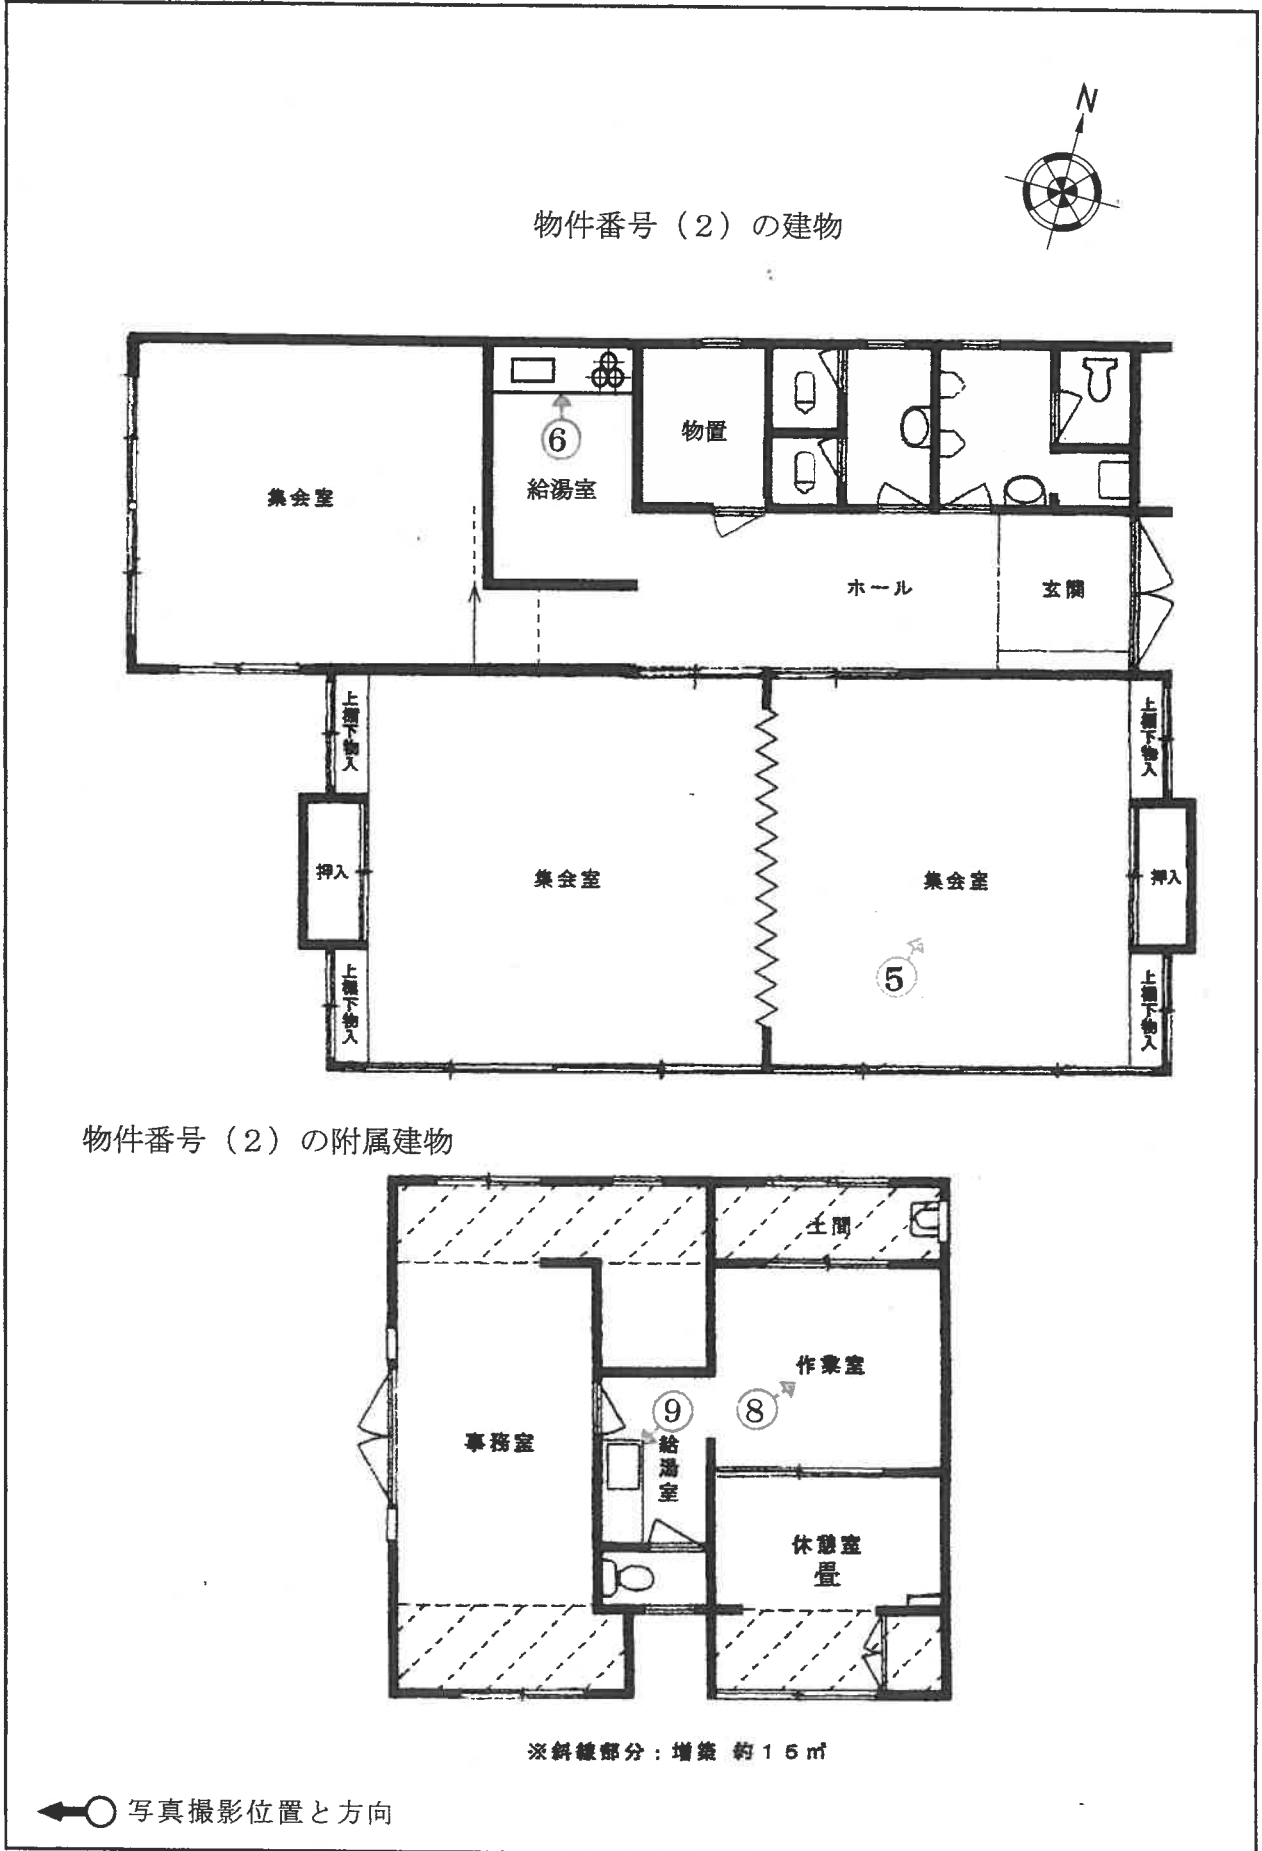 N
物件番号（２）の建物
集会室
⑥
給湯室
物置
ホール
玄関
上棚下物入
上棚下物入
押入
集会室
集会室
押入
⑤
上棚下物入
上棚下物入
物件番号（２）の附属建物
土間
作業室
⑨
⑧
事務室
給湯室
休憩室
畳
※斜線部分：増築 約１５㎡
写真撮影位置と方向